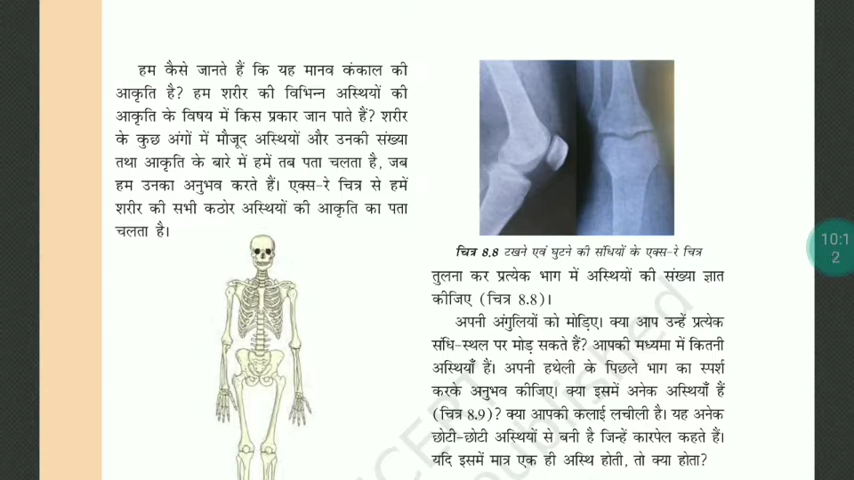 हम कैसे जानते हैं कि यह मानव कंकाल की
आकृति है? हम शरीर की विभिन्न अस्थियों की
आकृति के विषय में किस प्रकार जान पाते हैं? शरीर
के कुछ अंगों में मौजूद अस्थियों और उनकी संख्या
तथा आकृति के बारे में हमें तब पता चलता है, जब
हम उनका अनुभव करते हैं। एक्स-रे चित्र से हमें
शरीर की सभी कठोर अस्थियों की आकृति का पता
चलता है।
चित्र 8.8 टखने एवं घुटने की संधियों के एक्स-रे चित्र
तुलना कर प्रत्येक भाग में अस्थियों की संख्या ज्ञात
कीजिए (चित्र 8.8)।
अपनी अंगुलियों को मोड़िए। क्या आप उन्हें प्रत्येक
संधि-स्थल पर मोड़ सकते हैं? आपकी मध्यमा में कितनी
अस्थियाँ हैं। अपनी हथेली के पिछले भाग का स्पर्श
करके अनुभव कीजिए। क्या इसमें अनेक अस्थियाँ हैं
(चित्र 8.9)? क्या आपकी कलाई लचीली है। यह अनेक
छोटी-छोटी अस्थियों से बनी है जिन्हें कारपेल कहते हैं।
यदि इसमें मात्र एक ही अस्थि होती, तो क्या होता?
10:1
2